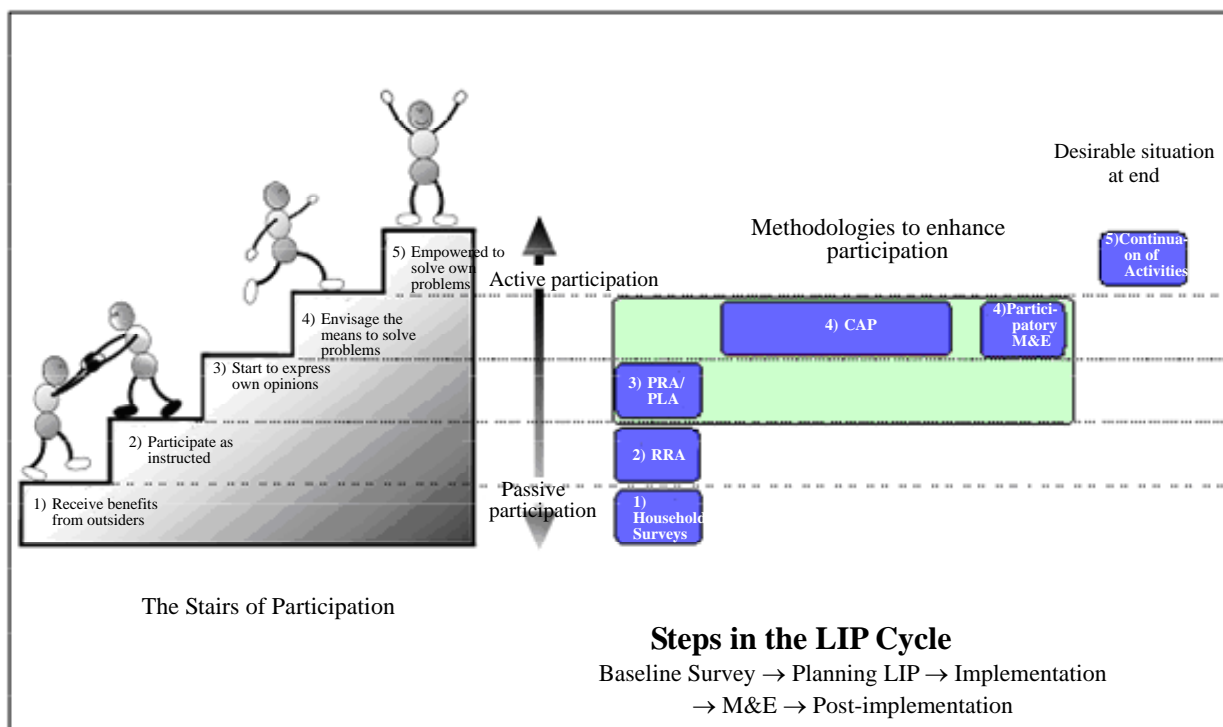 5) Empowered to
solve own
problems
4) Envisage the
means to solve
problems
3) Start to express
own opinions
2) Participate as
instructed
1) Receive benefits
from outsiders
The Stairs of Participation
Active participation
Passive
participation
Methodologies to enhance
participation
Desirable situation
at end
5)Continua-
on of
Activities
4) CAP
4)Partici-
patory
M&E
3) PRA/
PLA
2) RRA
1)
Household
Surveys
Steps in the LIP Cycle
Baseline Survey → Planning LIP → Implementation
→ M&E → Post-implementation